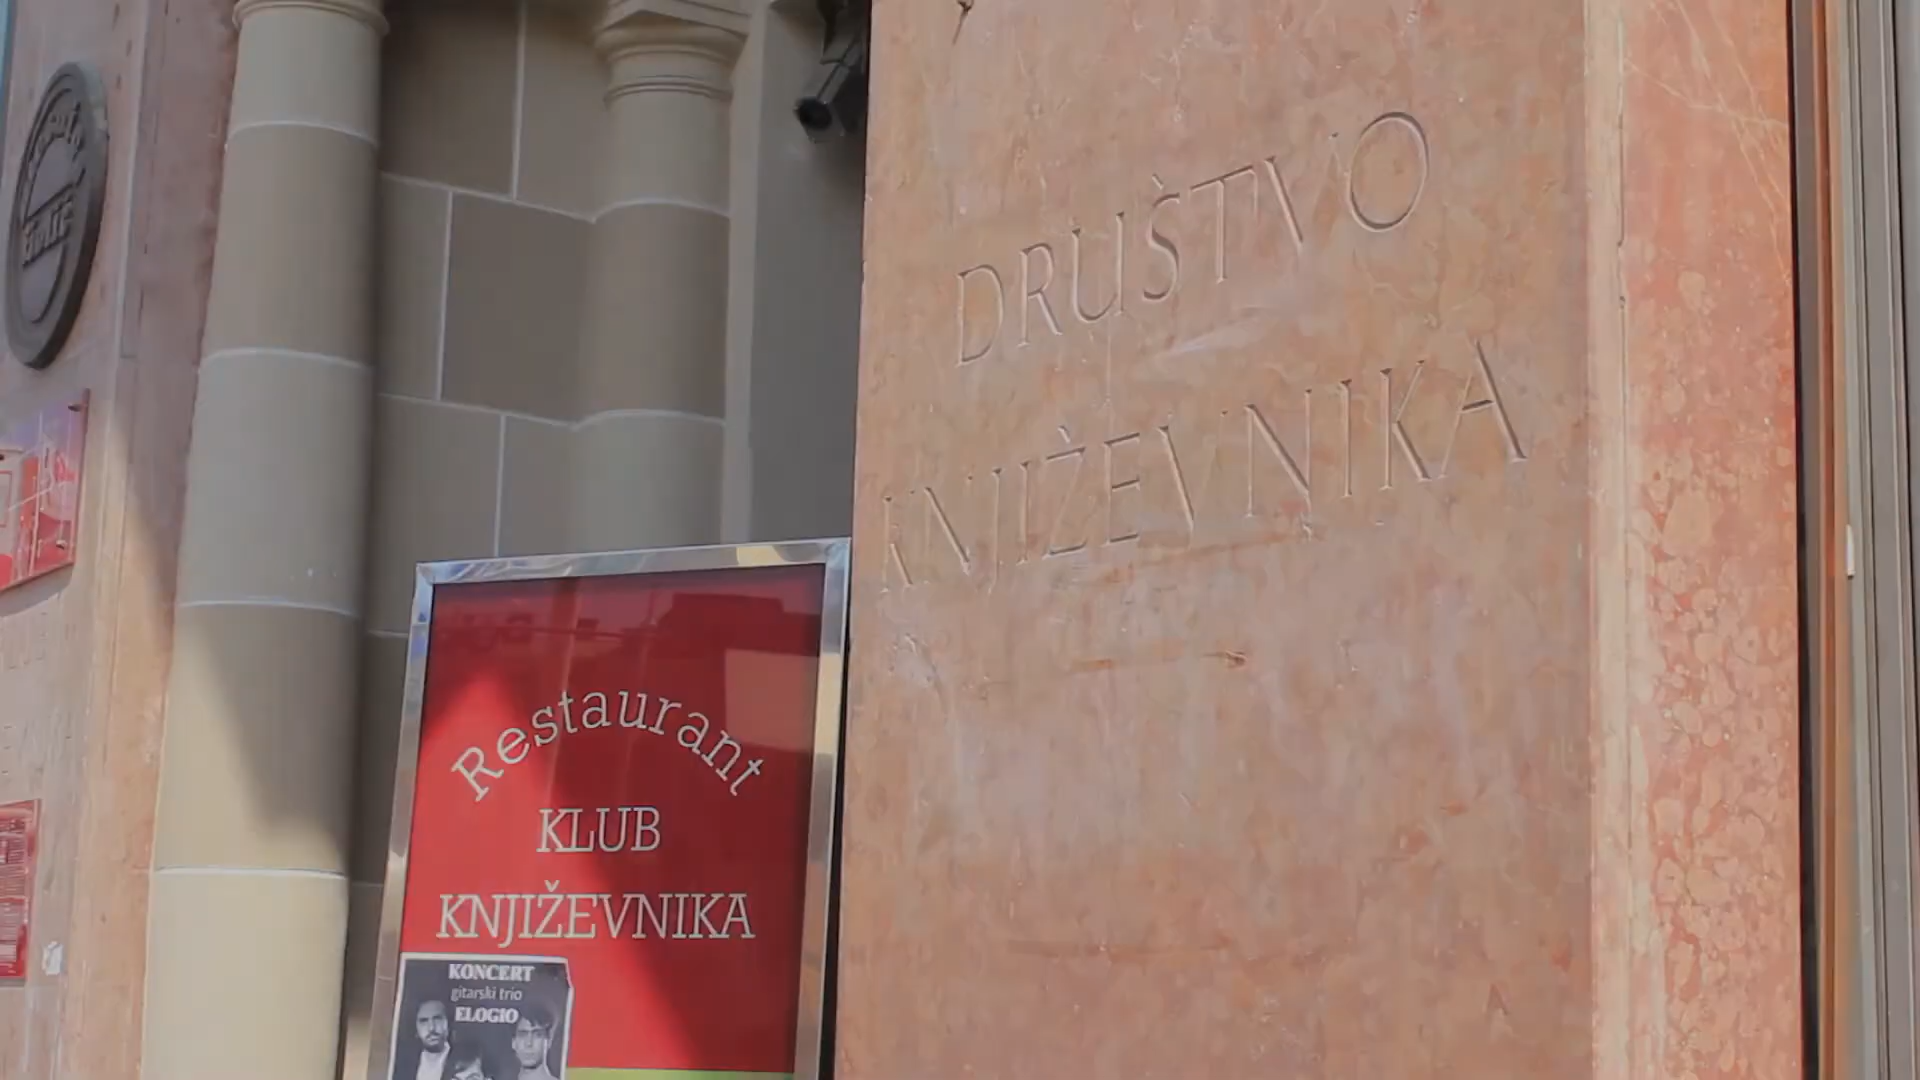 DRUŠTVO
KNJIŽEVNIKA
Restaurant
KLUB
KNJIŽEVNIKA
KONCERT
gitarski trio
ELOGIO